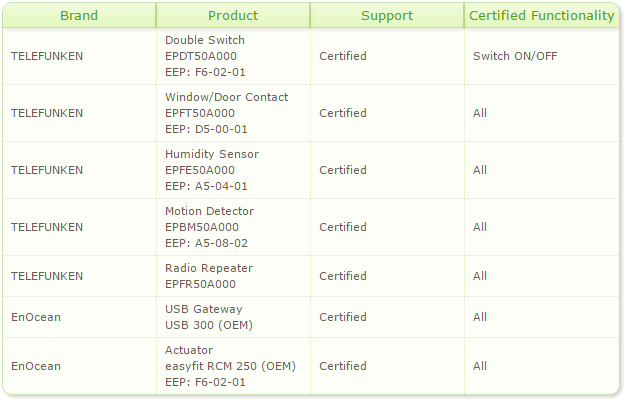 Brand Product Support Certified Functionality
Double Switch
TELEFUNKEN EPDT50A000 Certified Switch ON/OFF
EEP: F6-02-01
Window/Door Contact
TELEFUNKEN EPFT50A000 Certified All
EEP: D5-00-01
Humidity Sensor
TELEFUNKEN EPFE50A000 Certified All
EEP: A5-04-01
Motion Detector
TELEFUNKEN EPBM50A000 Certified All
EEP: A5-08-02
Radio Repeater
TELEFUNKEN Certified All
EPFR50A000
USB Gateway
EnOcean Certified All
USB 300 (OEM)
Actuator
EnOcean easyfit RCM 250 (OEM) Certified All
EEP: F6-02-01